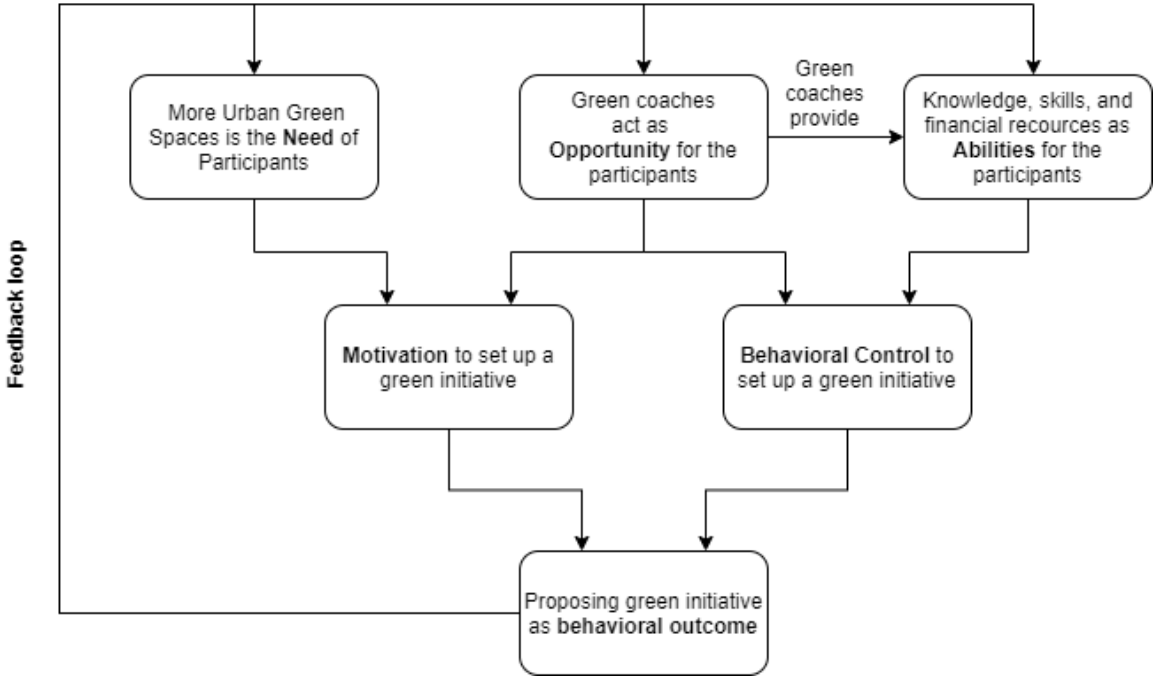 More Urban Green
Spaces is the Need of
Participants
Green coaches
act as
Opportunity for the
participants
Green
coaches
provide
Knowledge, skills, and
financial recources as
Abilities for the
participants
Feedback loop
Motivation to set up a
green initiative
Behavioral Control to
set up a green initiative
Proposing green initiative
as behavioral outcome